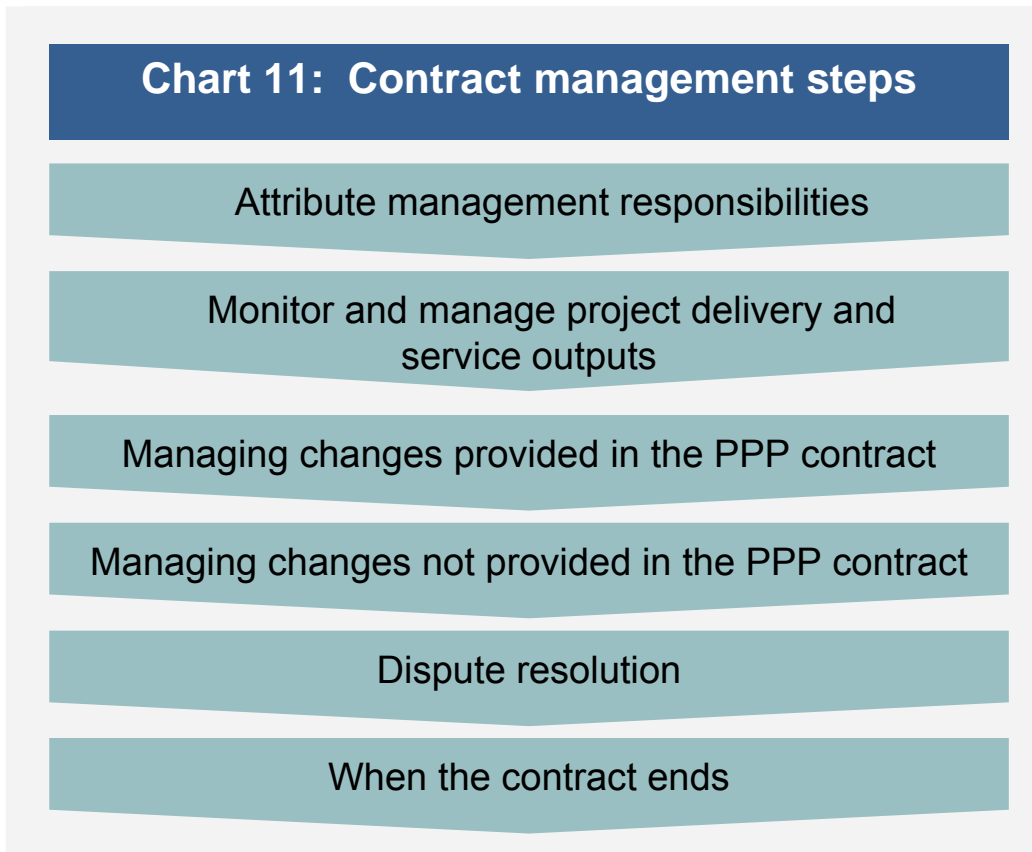 Chart 11:  Contract management steps
Attribute management responsibilities
Monitor and manage project delivery and
service outputs
Managing changes provided in the PPP contract
Managing changes not provided in the PPP contract
Dispute resolution
When the contract ends